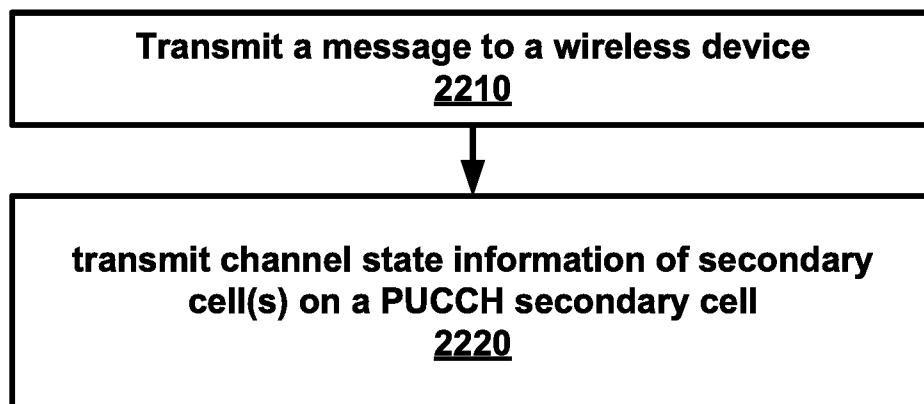 Transmit a message to a wireless device
2210
transmit channel state information of secondary
cell(s) on a PUCCH secondary cell
2220